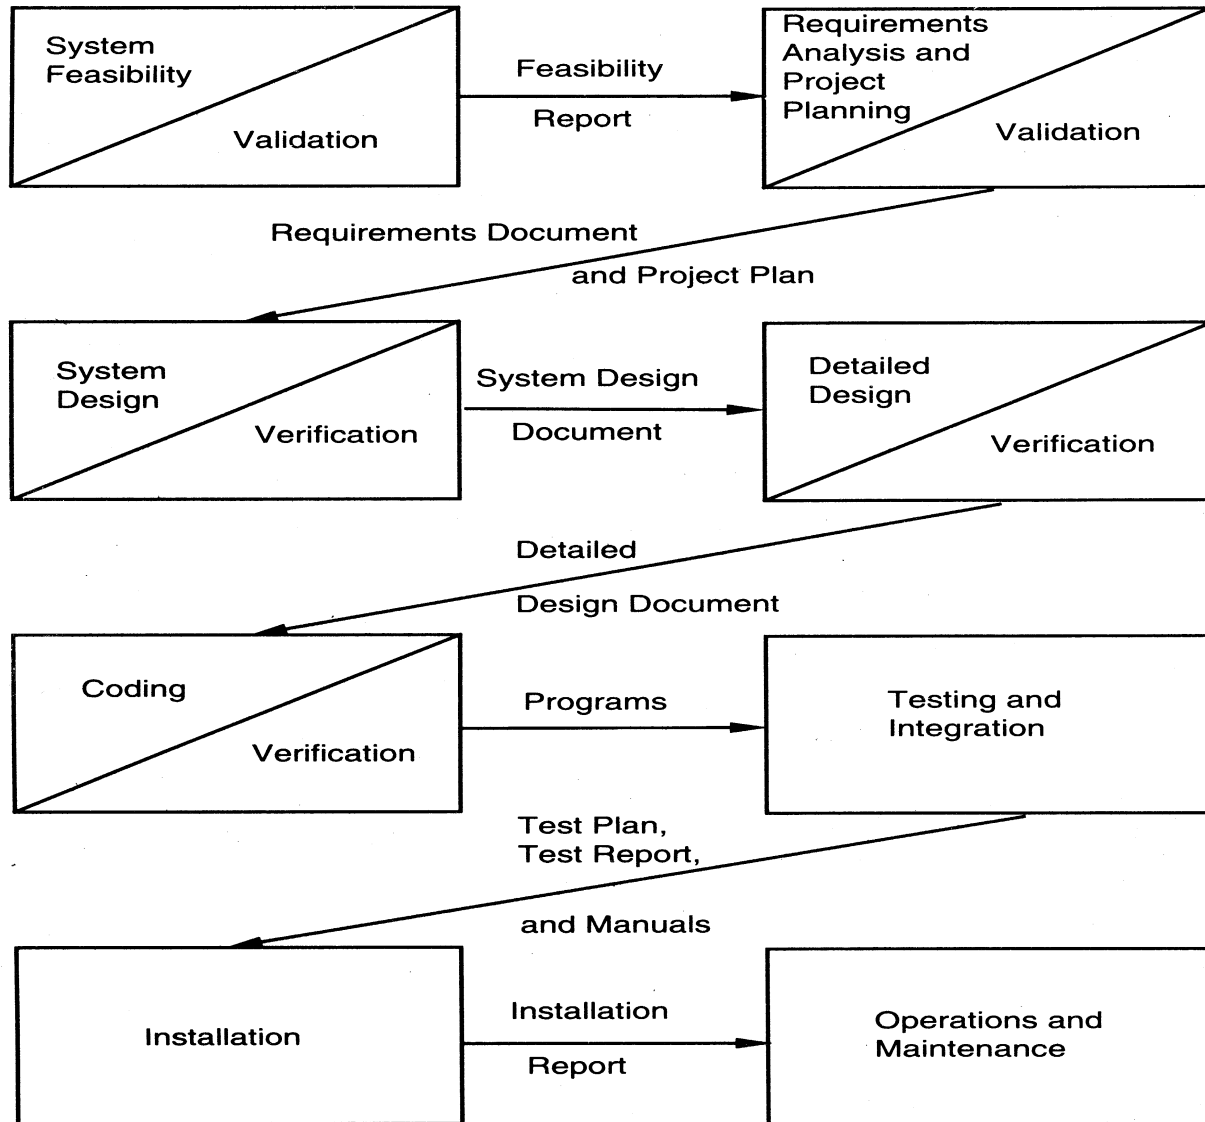 System
Feasibility
Validation
Feasibility
Report
Requirements
Analysis and
Project
Planning
Validation
Requirements Document
and Project Plan
System
Design
Verification
System Design
Document
Detailed
Design
Verification
Detailed
Design Document
Coding
Verification
Programs
Testing and
Integration
Test Plan,
Test Report,
and Manuals
Installation
Installation
Report
Operations and
Maintenance